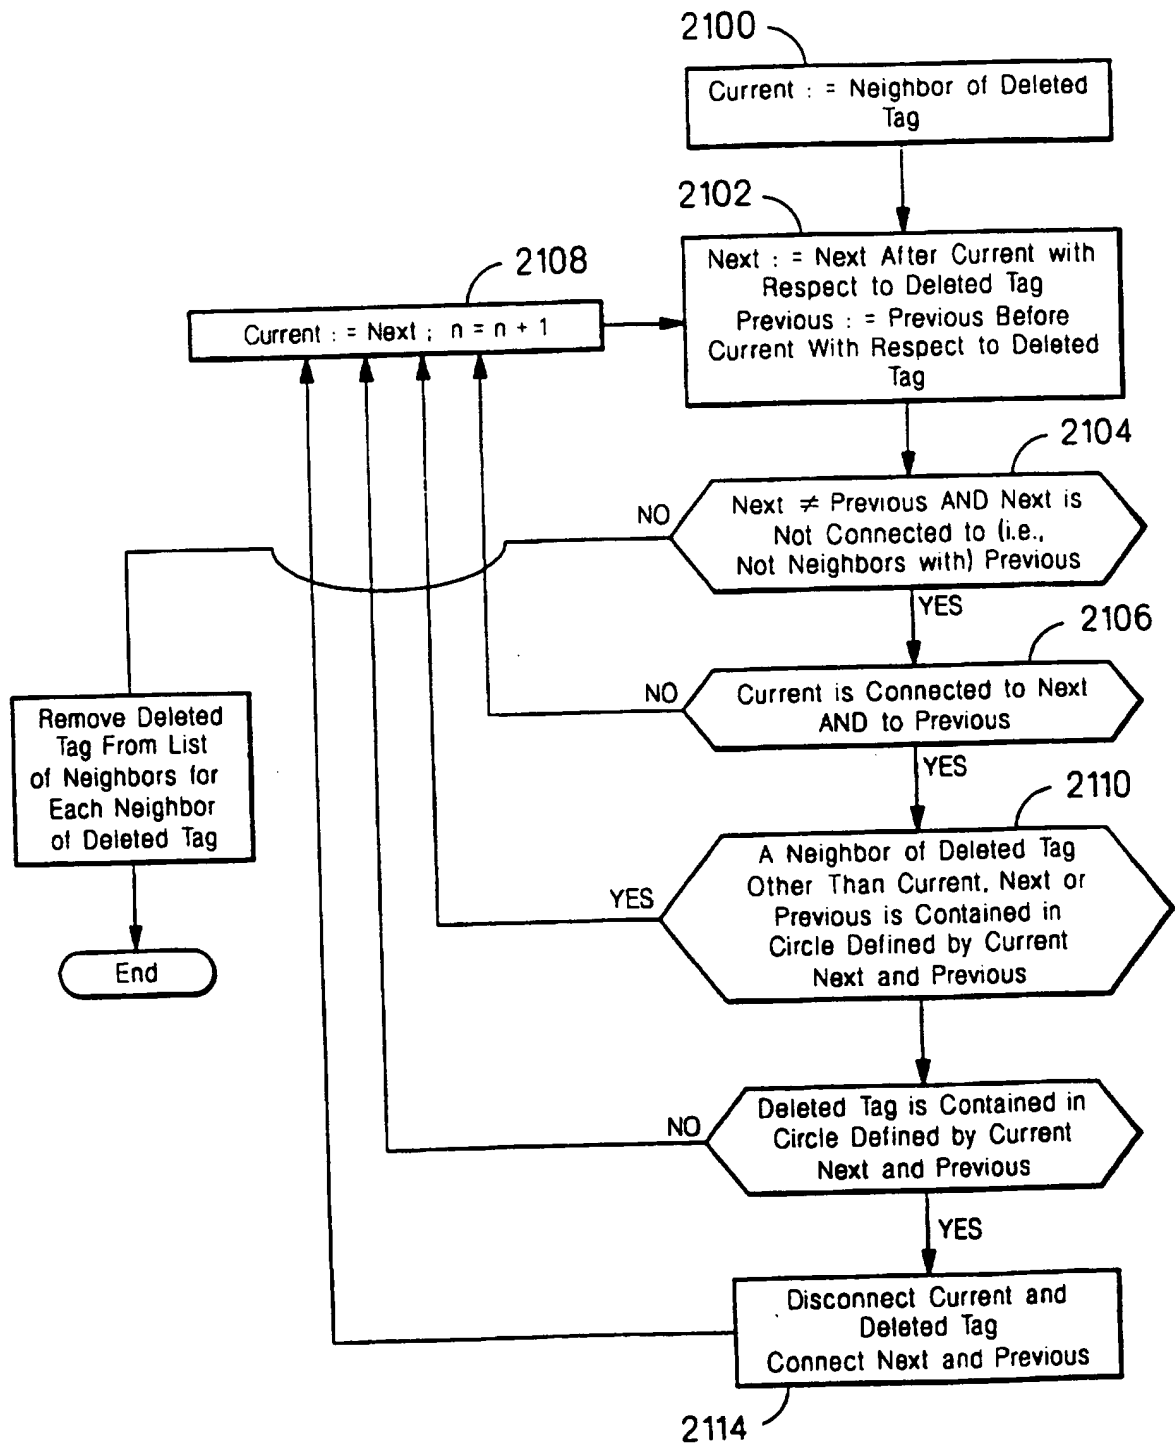 2100
Current : = Neighbor of Deleted
Tag
2102
Next : = Next After Current with
Respect to Deleted Tag
Previous : = Previous Before
Current With Respect to Deleted
Tag
2108
Current : = Next ; n = n + 1
2104
Next ≠ Previous AND Next is
Not Connected to (i.e.,
Not Neighbors with) Previous
NO
YES
2106
Current is Connected to Next
AND to Previous
NO
YES
Remove Deleted
Tag From List
of Neighbors for
Each Neighbor
of Deleted Tag
End
2110
A Neighbor of Deleted Tag
Other Than Current, Next or
Previous is Contained in
Circle Defined by Current
Next and Previous
YES
Deleted Tag is Contained in
Circle Defined by Current
Next and Previous
NO
YES
Disconnect Current and
Deleted Tag
Connect Next and Previous
2114